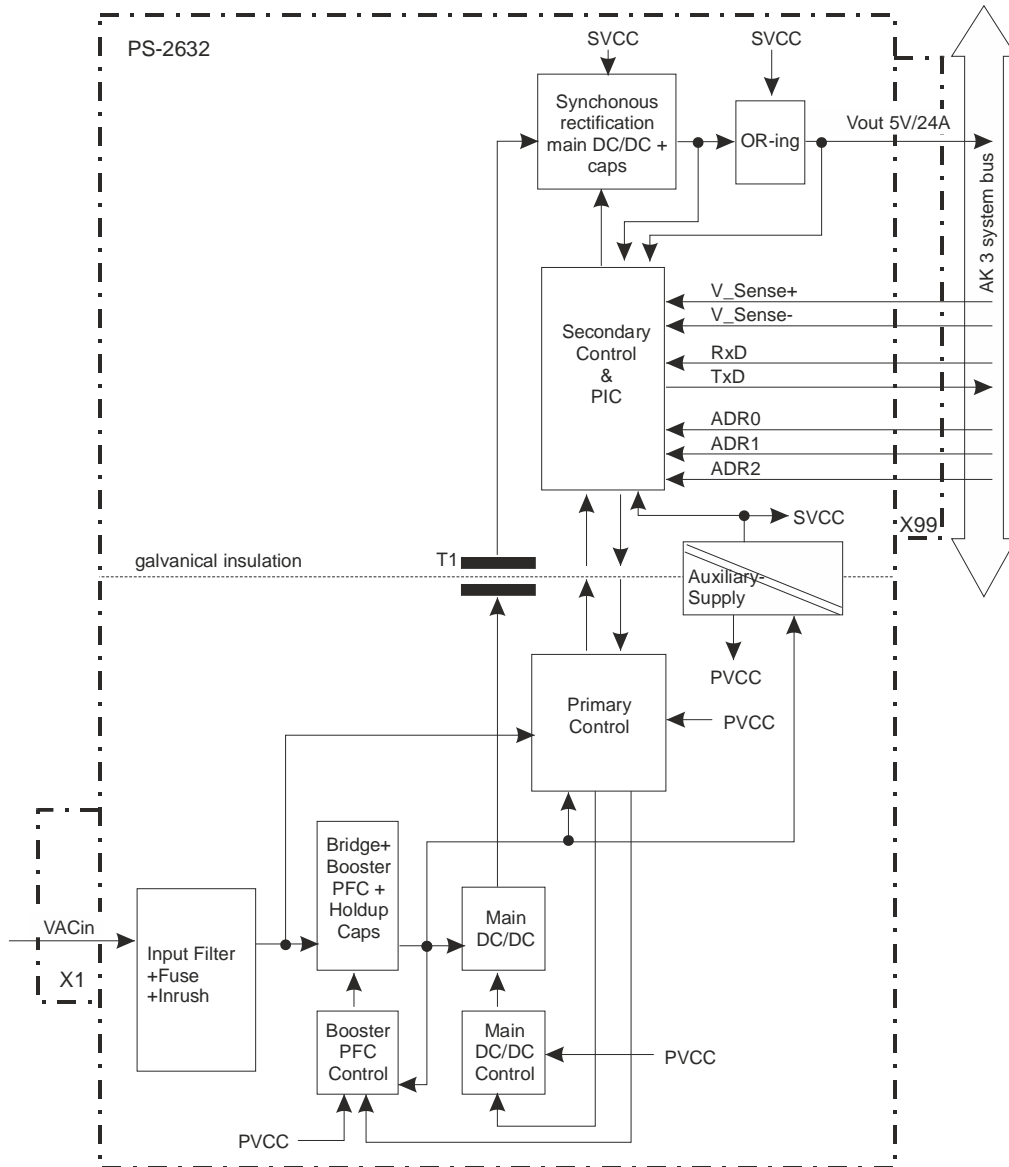 PS-2632
SVCC
SVCC
Synchonous
rectification
main DC/DC +
caps
OR-ing
Vout 5V/24A
AK 3 system bus
V_Sense+
V_Sense-
Secondary
Control
&
PIC
RxD
TxD
ADR0
ADR1
ADR2
SVCC
X99
galvanical insulation
T1
Auxiliary-
Supply
PVCC
Primary
Control
PVCC
Bridge+
Booster
PFC +
Holdup
Caps
Main
DC/DC
VACin
X1
Input Filter
+Fuse
+Inrush
Booster
PFC
Control
Main
DC/DC
Control
PVCC
PVCC